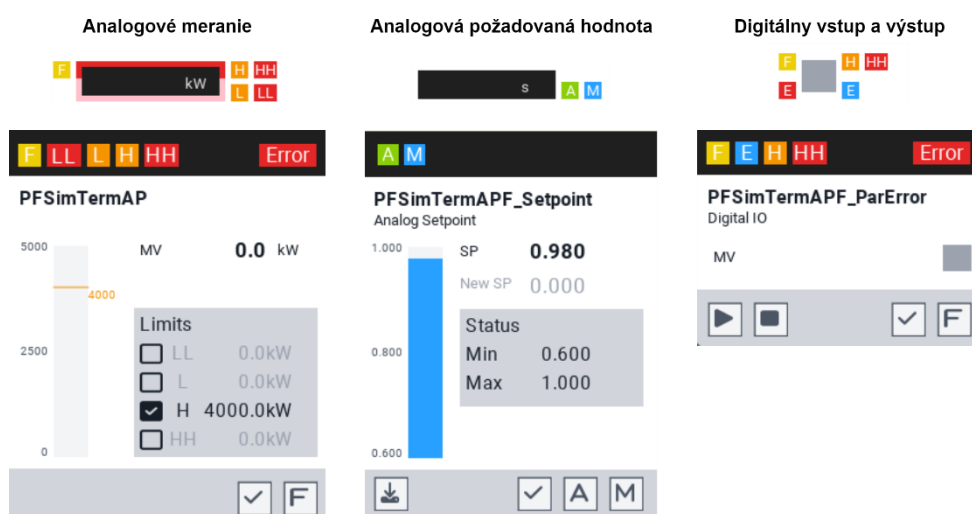 Analogové meranie
F
kW
H HH
L LL
F LL L H HH Error
PFSimTermAP
5000
MV 0.0 kW
4000
Limits
2500
LL 0.0kW
L 0.0kW
H 4000.0kW
HH 0.0kW
0
F
Analogová požadovaná hodnota
s
A M
A M
PFSimTermAPF_Setpoint
Analog Setpoint
1.000
SP 0.980
New SP 0.000
Status
0.800
Min 0.600
Max 1.000
0.600
A M
Digitálny vstup a výstup
F H HH
E E
F E H HH Error
PFSimTermAPF_ParError
Digital IO
MV
F